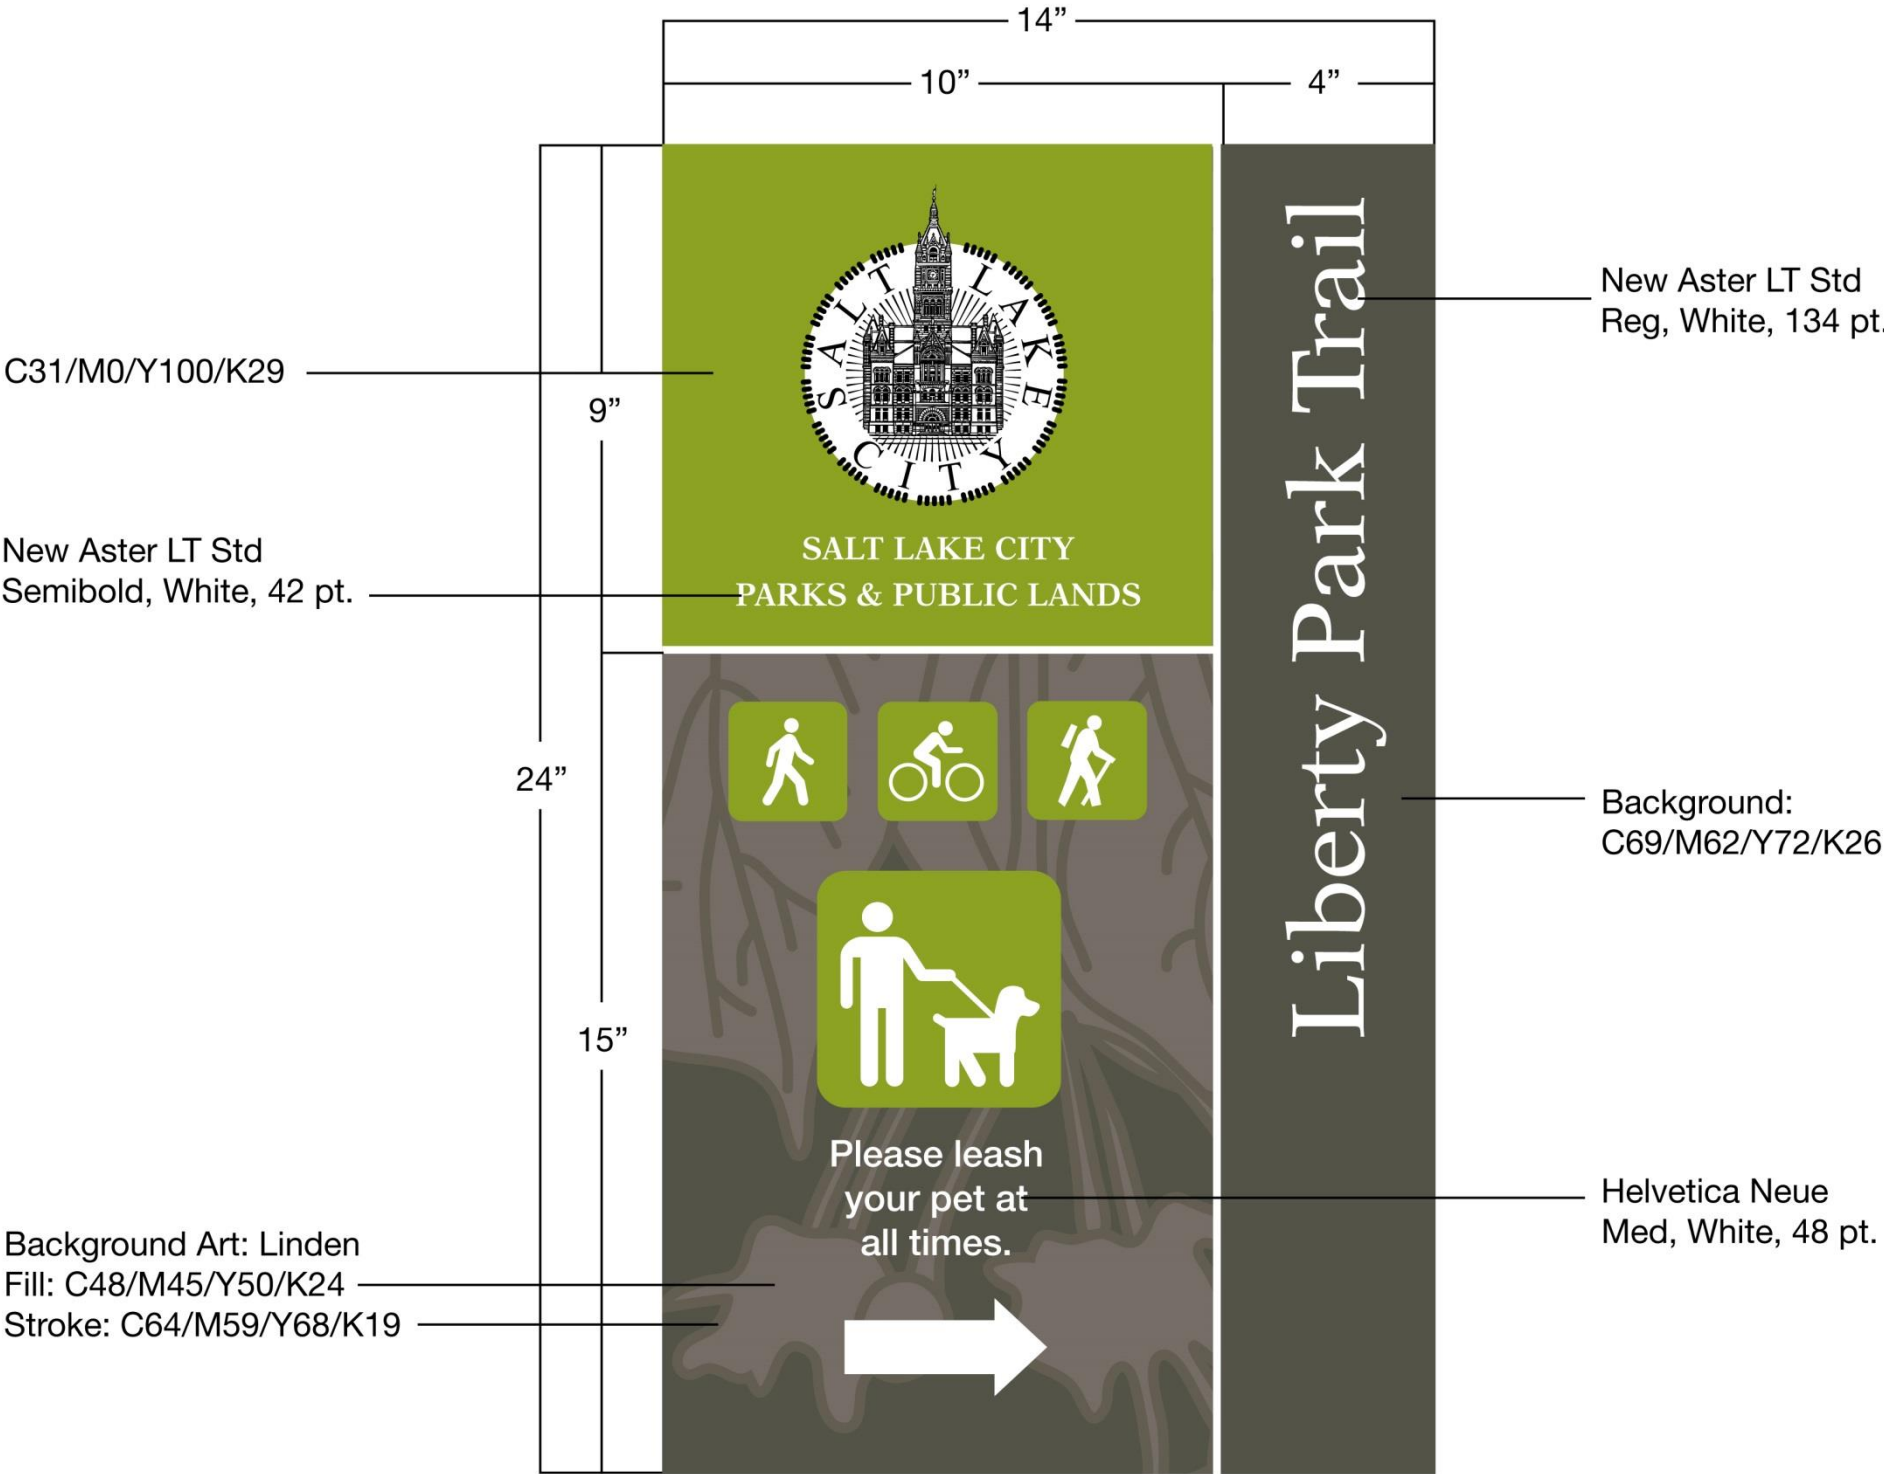 14”
10”
4”
C31/M0/Y100/K29
9”
New Aster LT Std
Semibold, White, 42 pt.
24”
15”
Background Art: Linden
Fill: C48/M45/Y50/K24
Stroke: C64/M59/Y68/K19
SALT LAKE CITY
SALT LAKE CITY
PARKS & PUBLIC LANDS
Please leash
your pet at
all times.
Liberty Park Trail
New Aster LT Std
Reg, White, 134 pt.
Background:
C69/M62/Y72/K26
Helvetica Neue
Med, White, 48 pt.